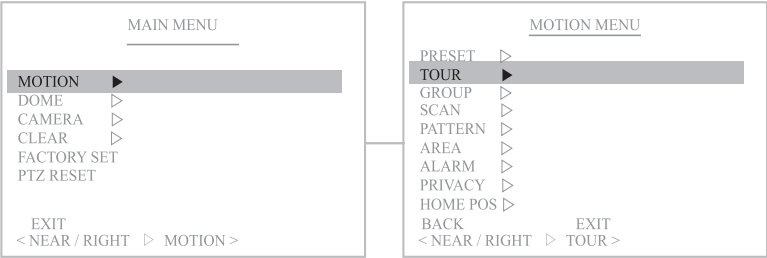 MAIN MENU
MOTION ▶
DOME ▷
CAMERA ▷
CLEAR ▷
FACTORY SET
PTZ RESET
EXIT
< NEAR / RIGHT ▷ MOTION >
MOTION MENU
PRESET ▷
TOUR ▶
GROUP ▷
SCAN ▷
PATTERN ▷
AREA ▷
ALARM ▷
PRIVACY ▷
HOME POS ▷
BACK EXIT
< NEAR / RIGHT ▷ TOUR >